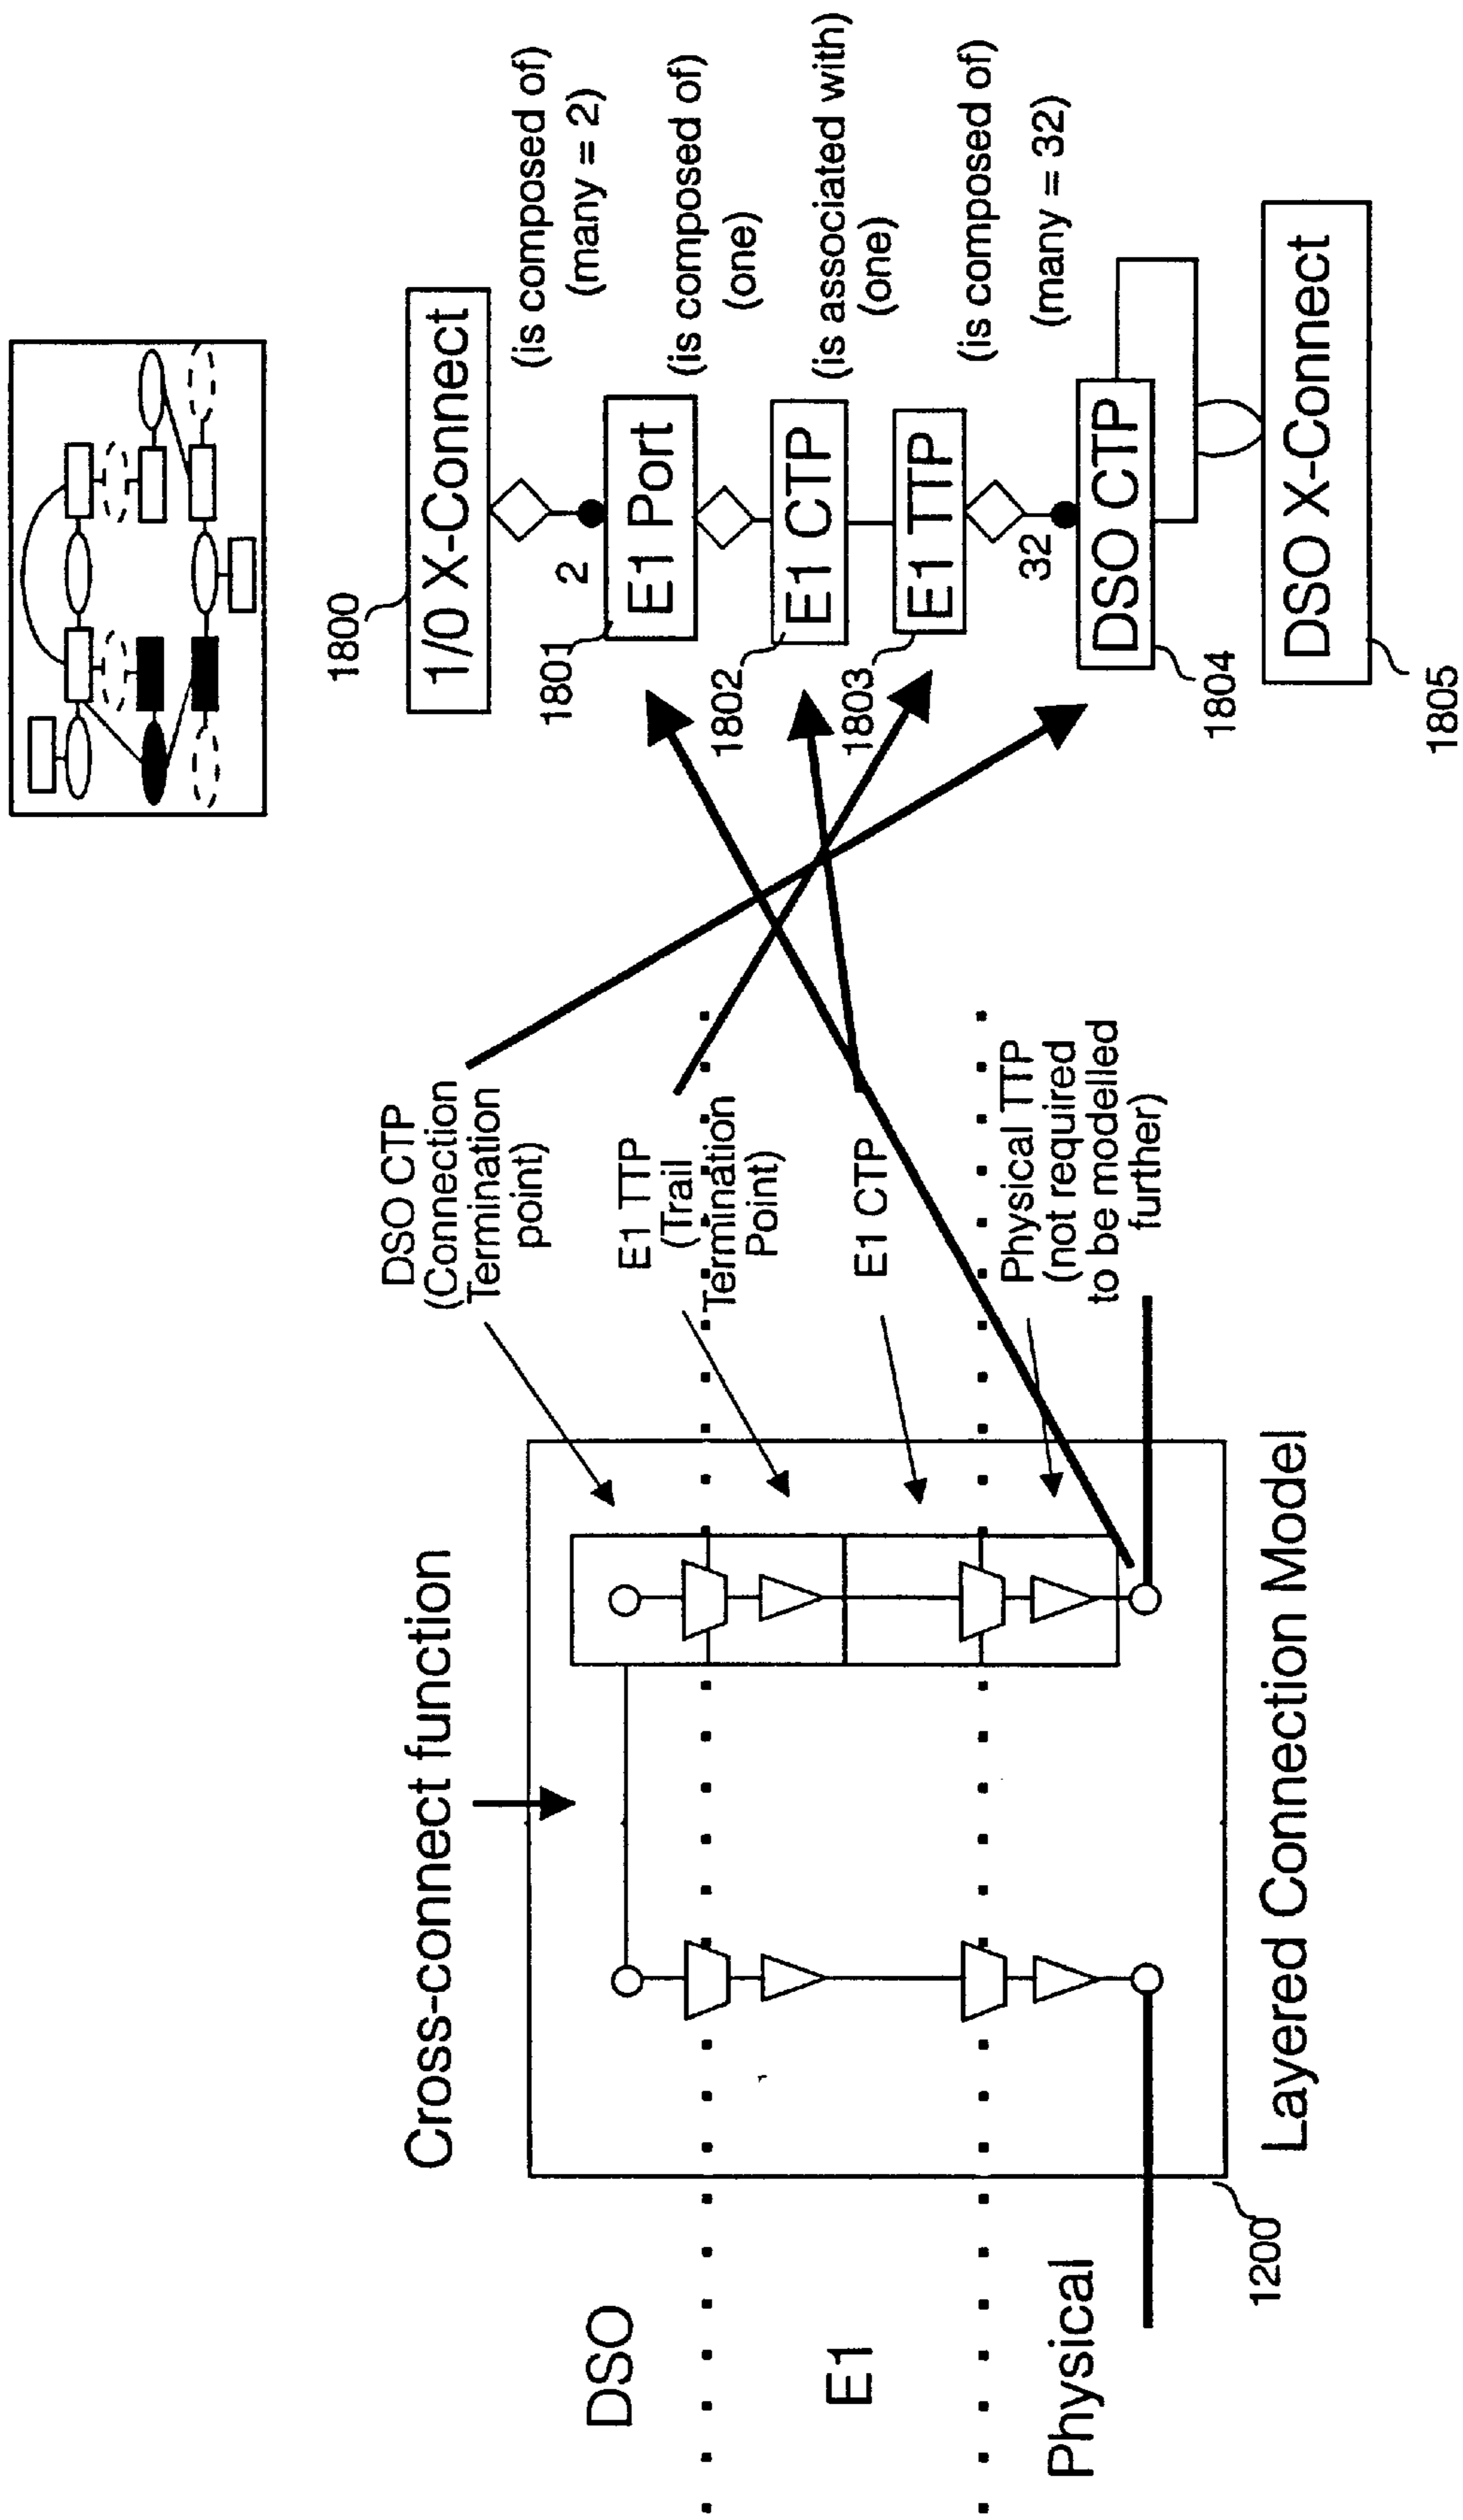 Cross-connect function
DSO
E1
Physical
1200
Layered Connection Model
DSO CTP
(Connection
Termination
point)
E1 TTP
(Trail
Termination
Point)
E1 CTP
Physical TTP
(not required
to be modelled
further)
1800
1/0 X-Connect
(is composed of)
(many = 2)
2
1801
E1 Port
(is composed of)
(one)
1802
E1 CTP
(is associated with)
(one)
1803
E1 TTP
(is composed of)
(many = 32)
32
DSO CTP
1804
DSO X-Connect
1805